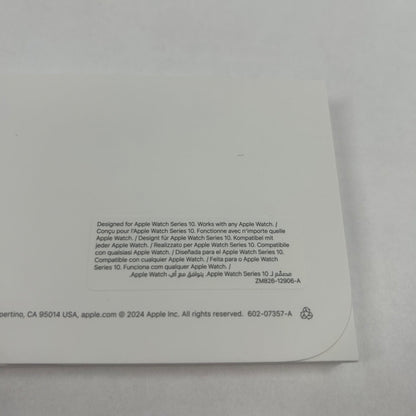 Designed for Apple Watch Series 10. Works with any Apple Watch. /
Conçu pour l'Apple Watch Series 10. Fonctionne avec n'importe quelle
Apple Watch. / Designt für Apple Watch Series 10. Kompatibel mit
jeder Apple Watch. / Realizzato per Apple Watch Series 10. Compatibile
con qualsiasi Apple Watch. / Diseñada para el Apple Watch Series 10.
Compatible con cualquier Apple Watch. / Feita para o Apple Watch
Series 10. Funciona com qualquer Apple Watch. /
مصمَّم لـ Apple Watch Series 10. يتوافق مع أي Apple Watch.
ZM826-12906-A
CA 95014 USA, apple.com © 2024 Apple Inc. All rights reserved. 602-07357-A